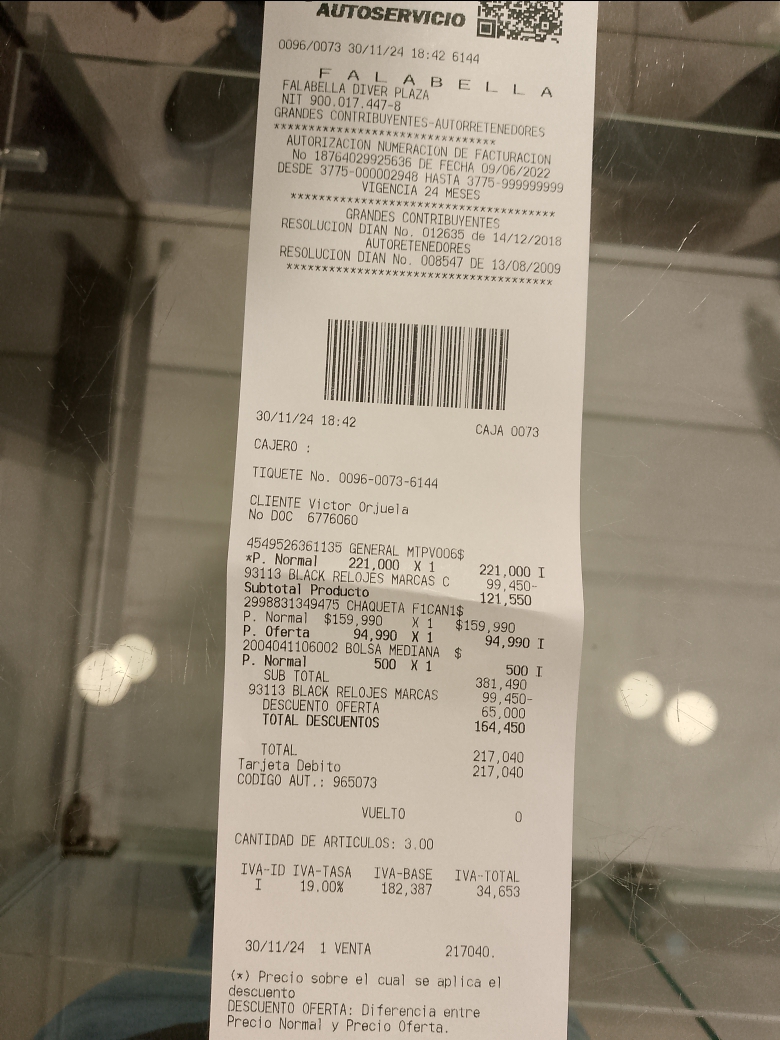 AUTOSERVICIO
0096/0073 30/11/24 18:42 6144
F A L A B E L L A
FALABELLA DIVER PLAZA
NIT 900.017.447-8
GRANDES CONTRIBUYENTES-AUTORRETENEDORES
*******************************
AUTORIZACION NUMERACION DE FACTURACION
No 18764029925636 DE FECHA 09/06/2022
DESDE 3775-000002948 HASTA 3775-999999999
VIGENCIA 24 MESES
*******************************
GRANDES CONTRIBUYENTES
RESOLUCION DIAN No. 012635 de 14/12/2018
AUTORETENEDORES
RESOLUCION DIAN No. 008547 DE 13/08/2009
*******************************
30/11/24 18:42 CAJA 0073
CAJERO :
TIQUETE No. 0096-0073-6144
CLIENTE Victor Orjuela
No DOC 6776060
4549526361135 GENERAL MTPV006$
*P. Normal 221,000 X 1 221,000 I
93113 BLACK RELOJES MARCAS C 99,450-
Subtotal Producto 121,550
2998831349475 CHAQUETA F1CAN1$
P. Normal $159,990 X 1 $159,990
P. Oferta 94,990 X 1 94,990 I
2004041106002 BOLSA MEDIANA $
P. Normal 500 X 1 500 I
SUB TOTAL 381,490
93113 BLACK RELOJES MARCAS 99,450-
DESCUENTO OFERTA 65,000
TOTAL DESCUENTOS 164,450
TOTAL 217,040
Tarjeta Debito 217,040
CODIGO AUT.: 965073
VUELTO 0
CANTIDAD DE ARTICULOS: 3.00
IVA-ID IVA-TASA IVA-BASE IVA-TOTAL
I 19.00% 182,387 34,653
30/11/24 1 VENTA 217040.
(*) Precio sobre el cual se aplica el
descuento
DESCUENTO OFERTA: Diferencia entre
Precio Normal y Precio Oferta.